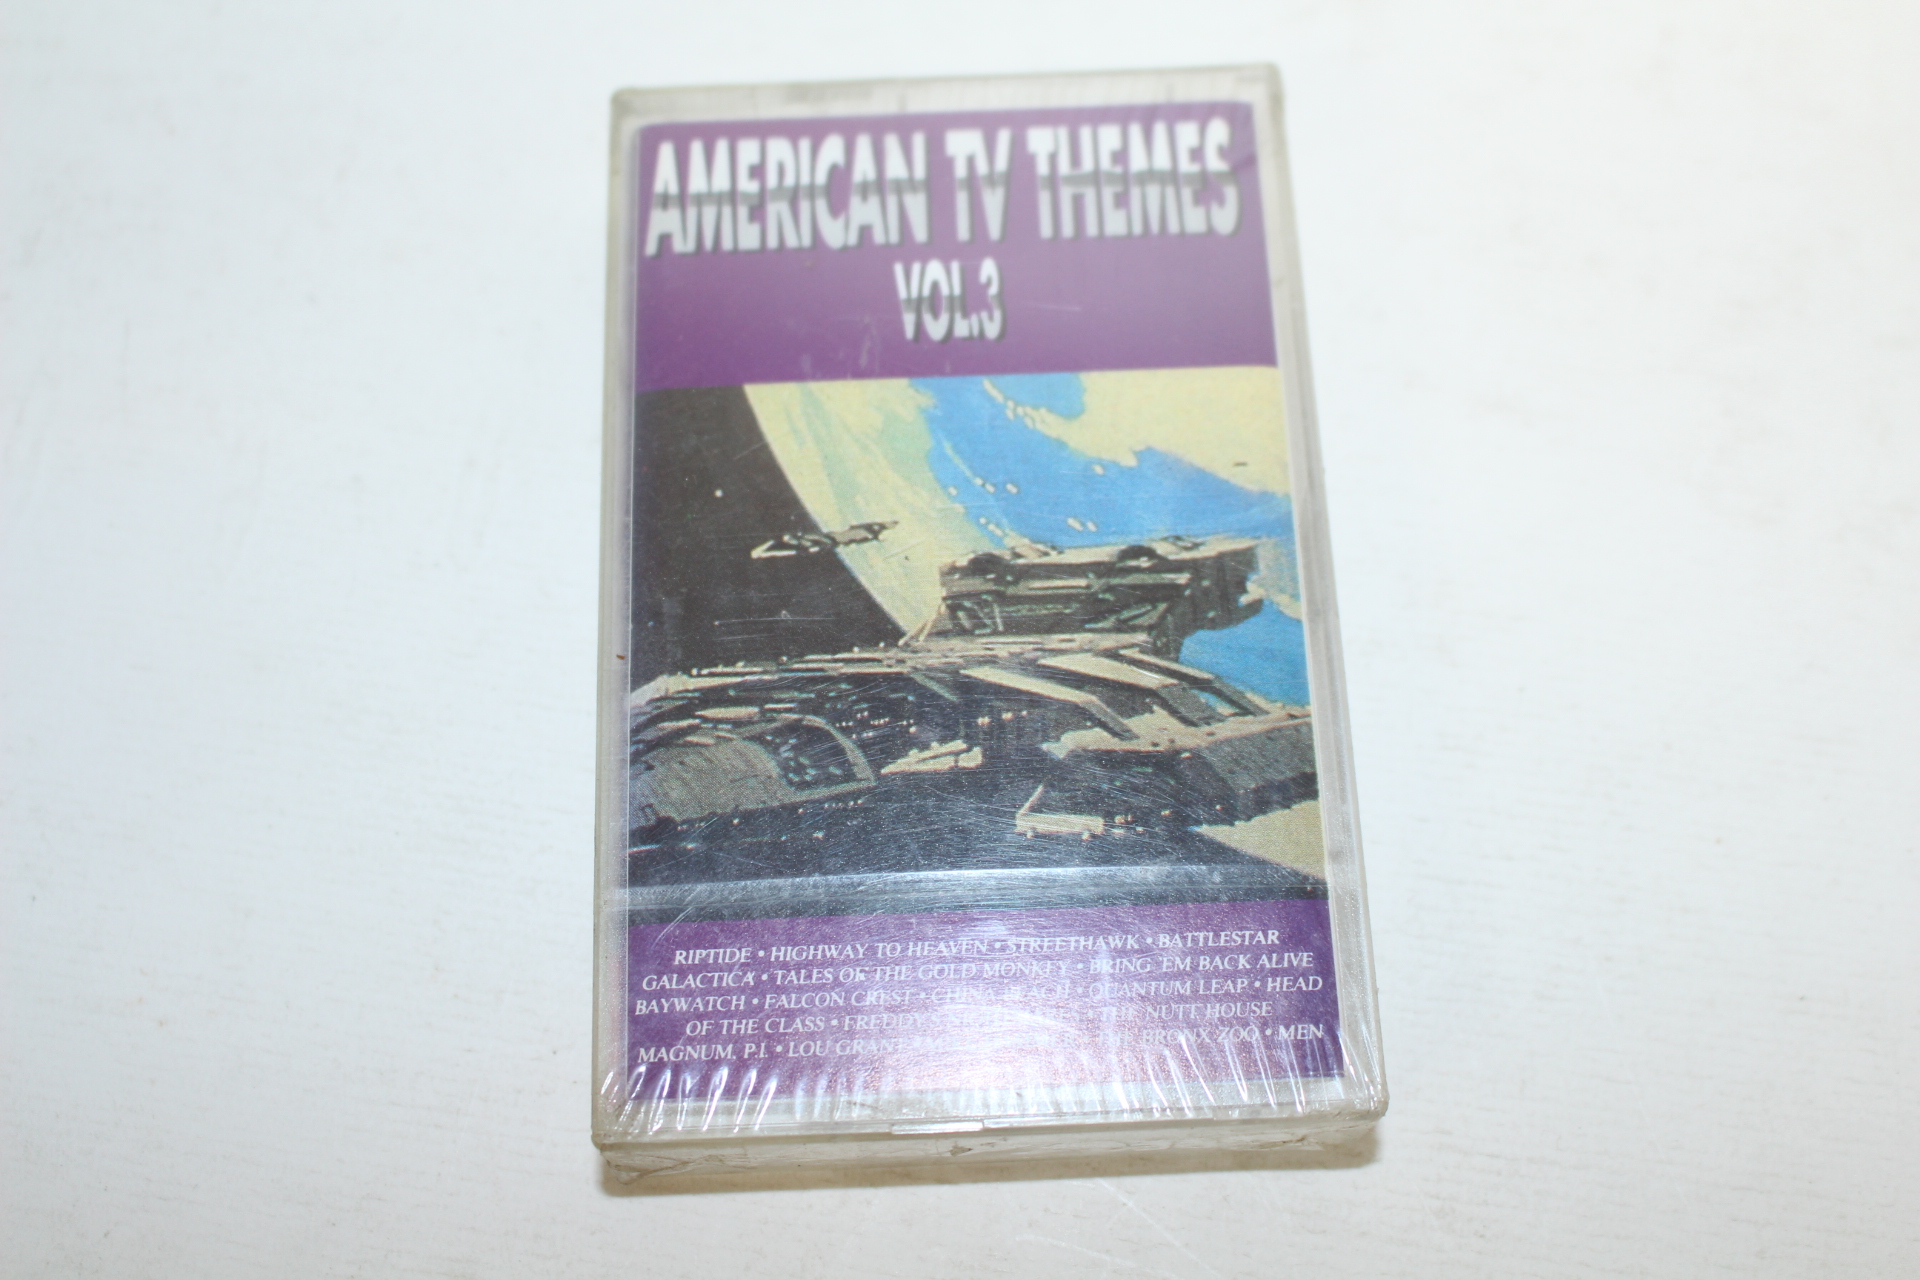 AMERICAN TV THEMES
VOL.3
RIPTIDE • HIGHWAY TO HEAVEN • STREETHAWK • BATTLESTAR
GALACTICA • TALES OF THE GOLD MONKEY • BRING 'EM BACK ALIVE
BAYWATCH • FALCON CREST • CHINA BEACH • QUANTUM LEAP • HEAD
OF THE CLASS • FREDDY'S • THE NUTT HOUSE
MAGNUM, P.I. • LOU GRANT • THE BRONX ZOO • MEN